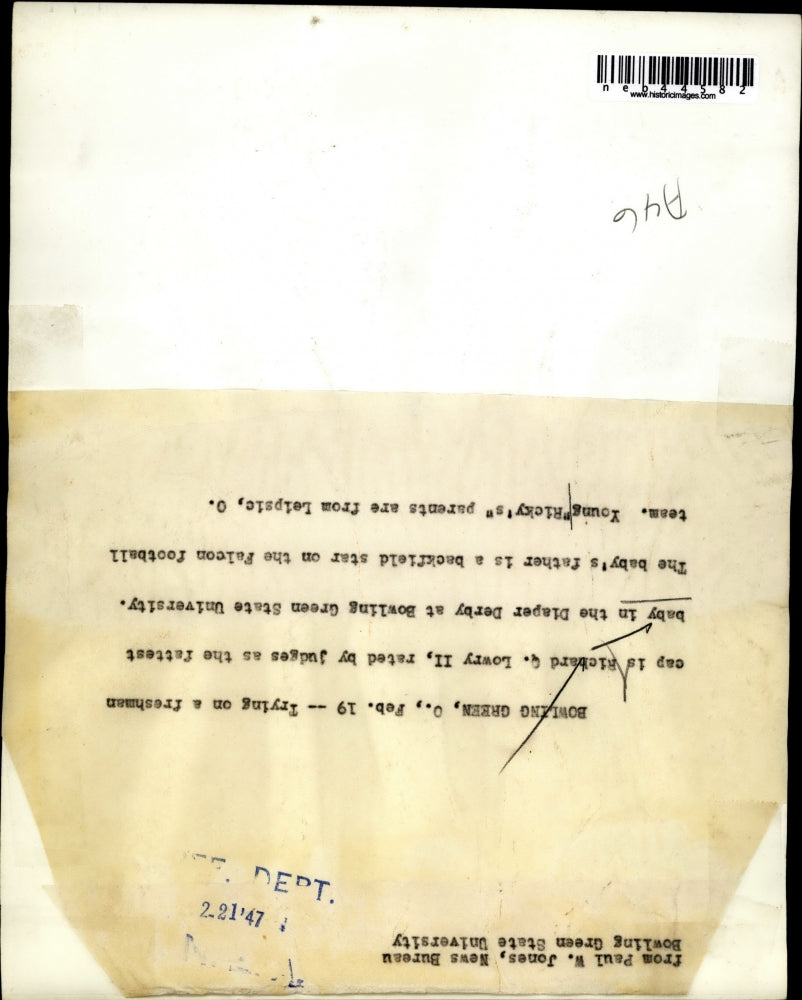 neb44582
www.historicimages.com
A46
from Paul W. Jones, News Bureau
Bowling Green State University
DEPT.
2-21'47
BOWLING GREEN, O., Feb. 19 -- Trying on a freshman
cap is Richard Q. Lowry II, rated by judges as the fattest
baby in the Diaper Derby at Bowling Green State University.
The baby's father is a backfield star on the Falcon football
team. Young "Ricky's" parents are from Leipsic, O.